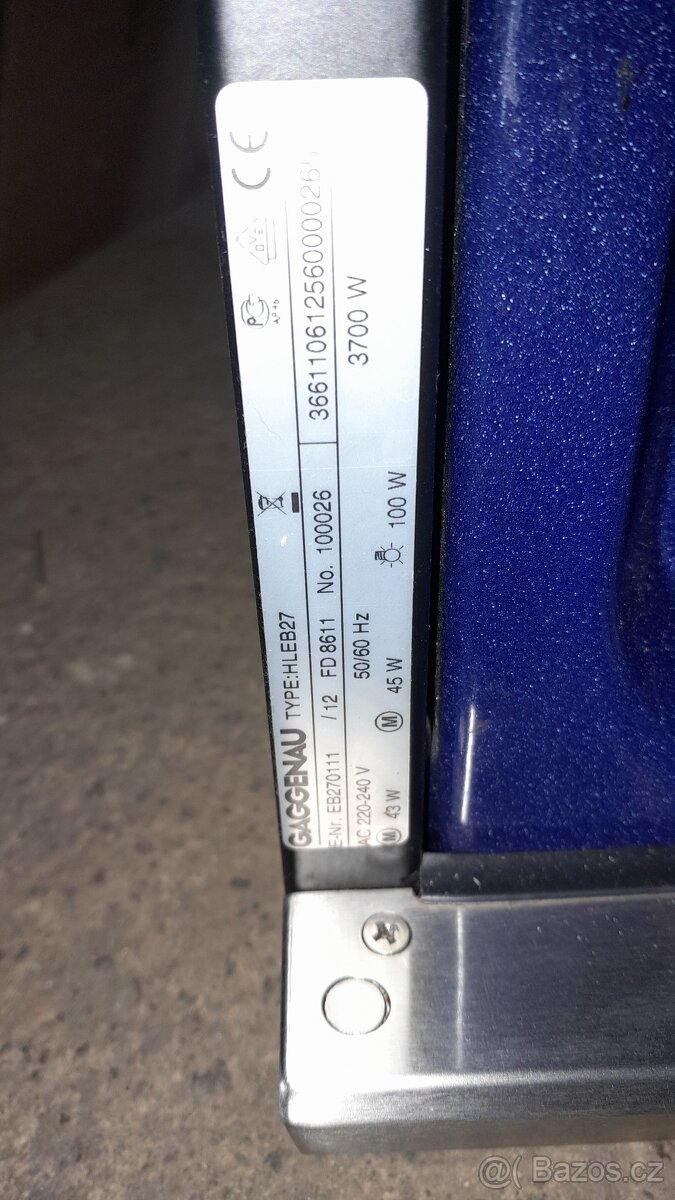 GAGGENAU TYPE:HLEB27
E-Nr. EB270111 / 12 FD 8611 No. 100026 366110612560000265
AC 220-240 V 50/60 Hz 3700 W
M 43 W M 45 W 100 W
CE
@( Bazos.cz